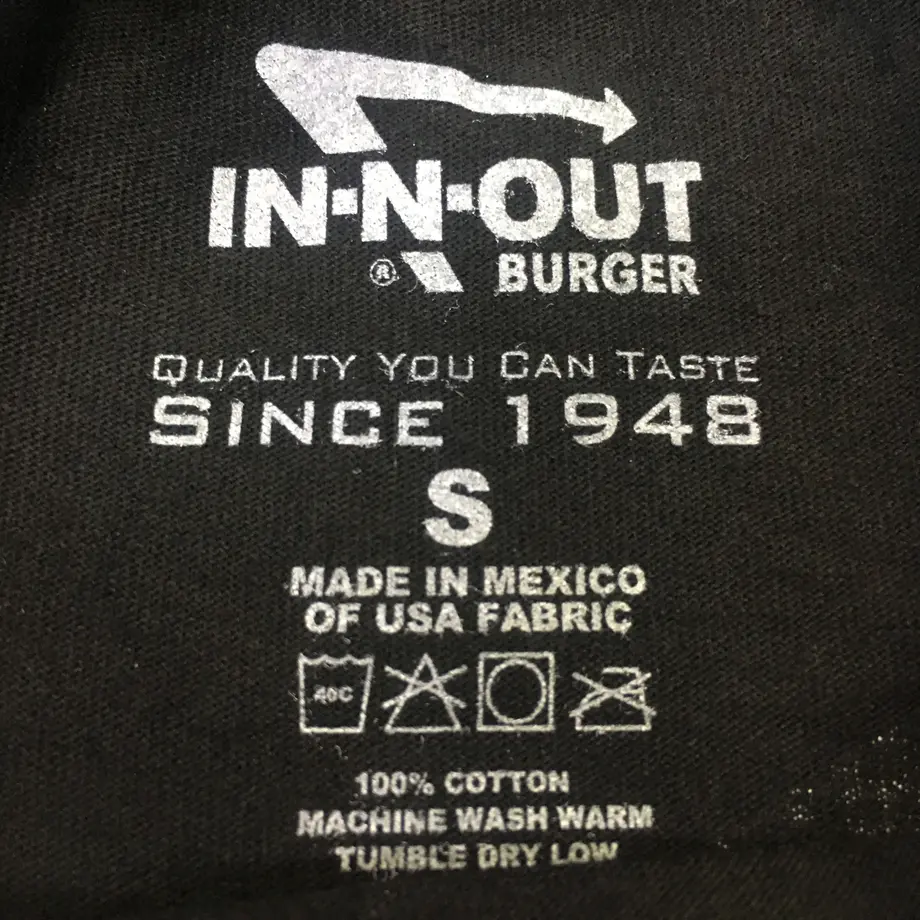 IN-N-OUT
® BURGER
QUALITY YOU CAN TASTE
SINCE 1948
S
MADE IN MEXICO
OF USA FABRIC
40C
100% COTTON
MACHINE WASH WARM
TUMBLE DRY LOW